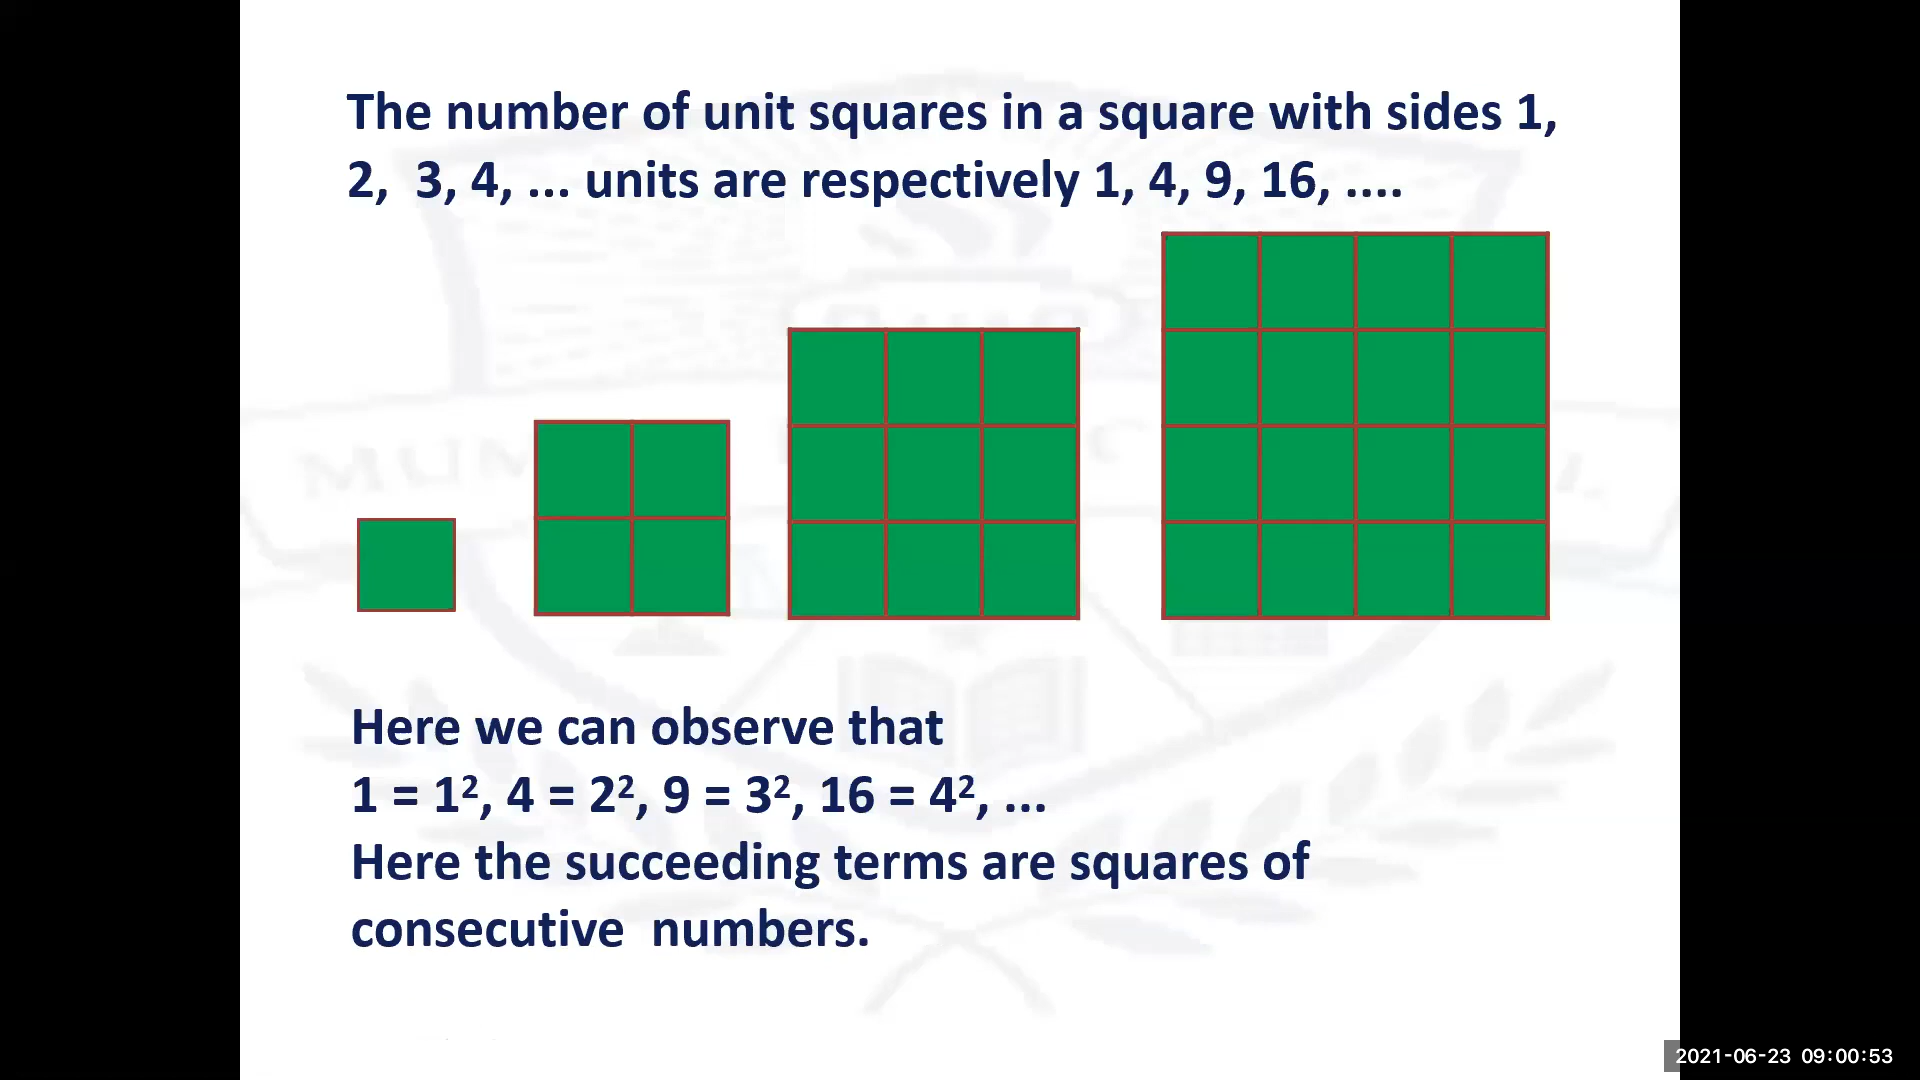 The number of unit squares in a square with sides 1,
2,  3, 4, ... units are respectively 1, 4, 9, 16, ....
Here we can observe that
1 = 1², 4 = 2², 9 = 3², 16 = 4², ...
Here the succeeding terms are squares of
consecutive  numbers.
2021-06-23 09:00:53